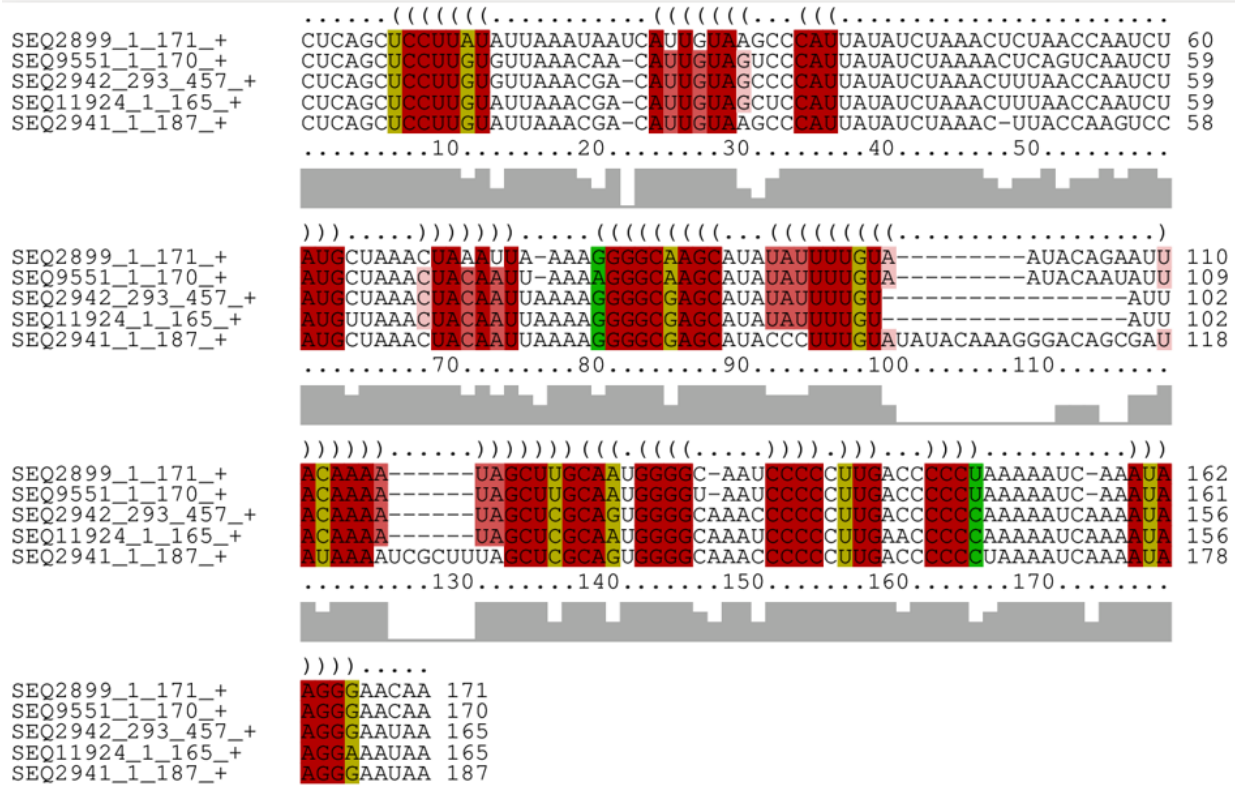 ......(((((((...........(((((((...(((.......................
SEQ2899_1_171_+ CUCAGCUCCUUAUAUUAAAUAAUCAUUGUAAGCCCAUUAUAUCUAAACUCUAACCAAUCU 60
SEQ9551_1_170_+ CUCAGCUCCUUGUGUUAAACAA-CAUUGUAGUCCCAUUAUAUCUAAAACUCAGUCAAUCU 59
SEQ2942_293_457_+ CUCAGCUCCUUGUAUUAAACGA-CAUUGUAGCCCCAUUAUAUCUAAACUUUAACCAAUCU 59
SEQ11924_1_165_+ CUCAGCUCCUUGUAUUAAACGA-CAUUGUAGCUCCAUUAUAUCUAAACUUUAACCAAUCU 59
SEQ2941_1_187_+ CUCAGCUCCUUGUAUUAAACGA-CAUUGUAAGCCCAUUAUAUCUAAAC-UUACCAAGUCC 58
.........10........20........30........40........50.........
))).....))))))).....(((((((((...(((((((((..................)
SEQ2899_1_171_+ AUGCUAAACUAAAUUA-AAAGGGGCAAGCAUAUAUUUUGUA---------AUACAGAAUU 110
SEQ9551_1_170_+ AUGCUAAACUACAAUU-AAAAGGGCAAGCAUAUAUUUUGUA---------AUACAAUAUU 109
SEQ2942_293_457_+ AUGCUAAACUACAAUUAAAAGGGGCGAGCAUAUAUUUUGU-----------------AUU 102
SEQ11924_1_165_+ AUGUUAAACUACAAUUAAAAGGGGCGAGCAUAUAUUUUGU-----------------AUU 102
SEQ2941_1_187_+ AUGCUAAACUACAAUUAAAAGGGGCGAGCAUACCCUUUGUAUAUACAAAGGGACAGCGAU 118
.........70........80........90........100.......110........
))))))......)))))))(((.((((.....)))).)))...))))..........)))
SEQ2899_1_171_+ ACAAAA------UAGCUUGCAAUGGGGC-AAUCCCCCUUGACCCCCUAAAAAUC-AAAUA 162
SEQ9551_1_170_+ ACAAAA------UAGCUUGCAAUGGGGU-AAUCCCCCUUGACCCCCUAAAAAUC-AAAUA 161
SEQ2942_293_457_+ ACAAAA------UAGCUCGCAGUGGGGCAAACCCCCCUUGACCCCCCAAAAAUCAAAAUA 156
SEQ11924_1_165_+ ACAAAA------UAGCUCGCAAUGGGGCAAAUCCCCCUUGAACCCCCAAAAAUCAAAAUA 156
SEQ2941_1_187_+ AUAAAAUCGCUUUAGCUCGCAGUGGGGCAAACCCCCCUUGACCCCCCUAAAAUCAAAAUA 178
.........130.......140.......150.......160.......170........
)))).....
SEQ2899_1_171_+ AGGGAACAA 171
SEQ9551_1_170_+ AGGGAACAA 170
SEQ2942_293_457_+ AGGGAAUAA 165
SEQ11924_1_165_+ AGGAAAUAA 165
SEQ2941_1_187_+ AGGGAAUAA 187